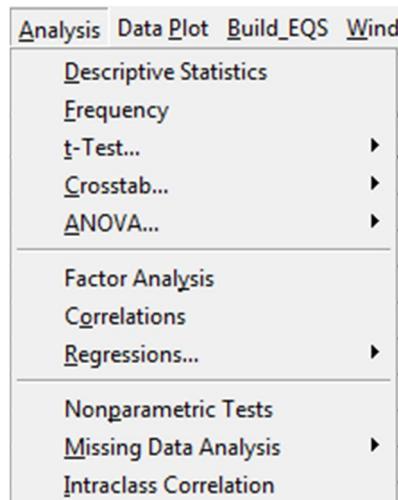 Analysis Data Plot Build_EQS Wind
Descriptive Statistics
Frequency
t-Test...
Crosstab...
ANOVA...
Factor Analysis
Correlations
Regressions...
Nonparametric Tests
Missing Data Analysis
Intraclass Correlation